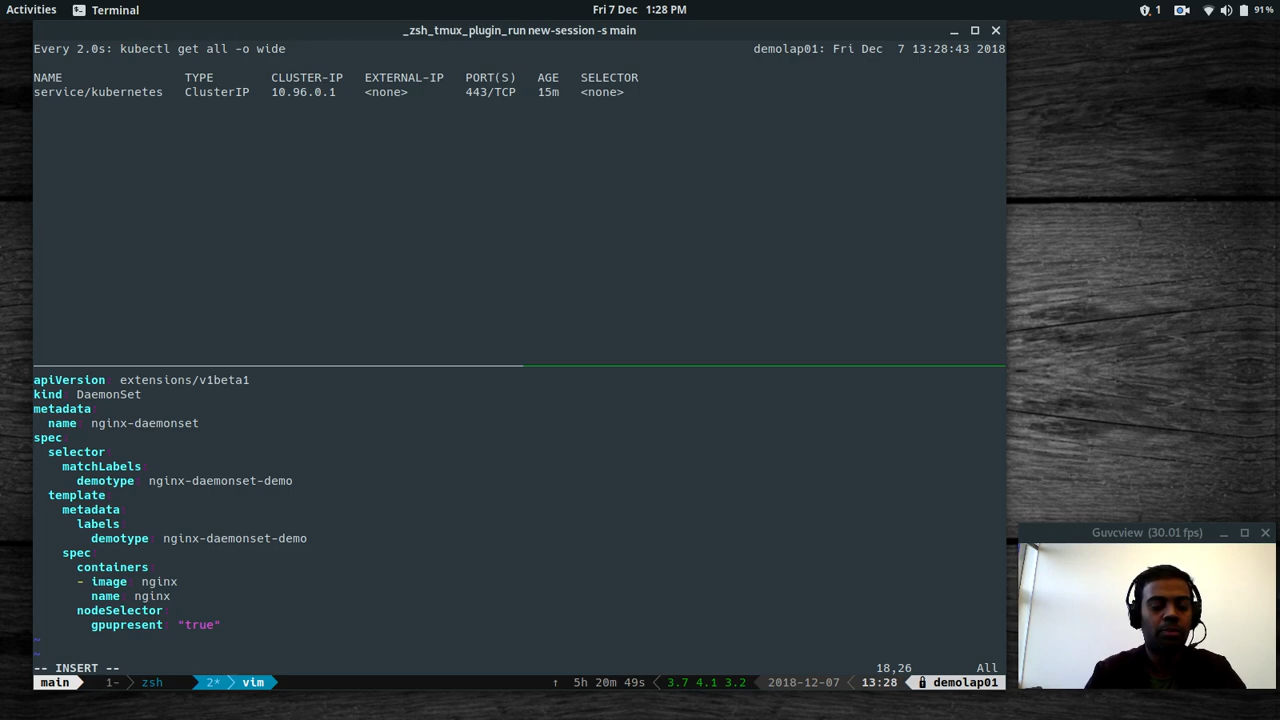 Activities Terminal Fri 7 Dec 1:28 PM 1 91%
_zsh_tmux_plugin_run new-session -s main
Every 2.0s: kubectl get all -o wide demolap01: Fri Dec 7 13:28:43 2018
NAME TYPE CLUSTER-IP EXTERNAL-IP PORT(S) AGE SELECTOR
service/kubernetes ClusterIP 10.96.0.1 <none> 443/TCP 15m <none>
apiVersion: extensions/v1beta1
kind: DaemonSet
metadata:
name: nginx-daemonset
spec:
selector:
matchLabels:
demotype: nginx-daemonset-demo
template:
metadata:
labels:
demotype: nginx-daemonset-demo
spec:
containers:
- image: nginx
name: nginx
nodeSelector:
gpupresent: "true"
~
~
-- INSERT -- 18,26 All
main 1- zsh 2* vim ↑ 5h 20m 49s 3.7 4.1 3.2 2018-12-07 13:28 demolap01
Guvcview (30.01 fps)